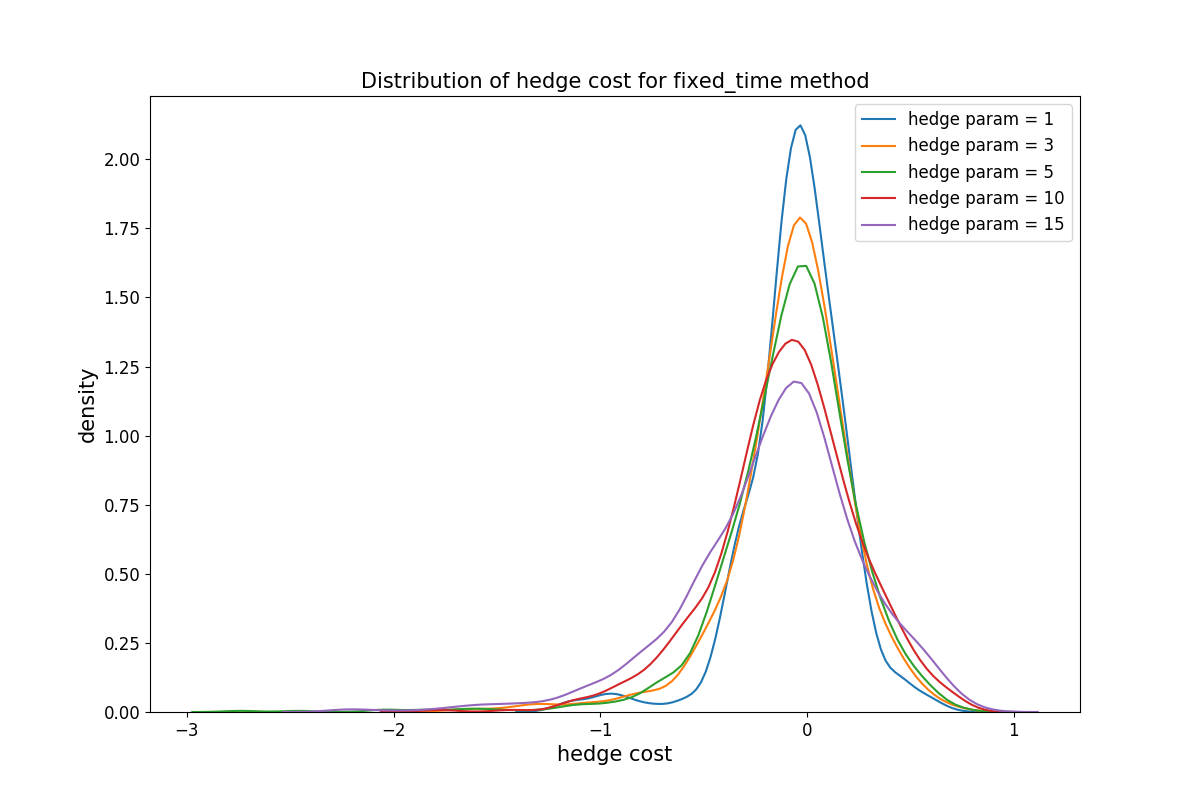 Distribution of hedge cost for fixed_time method
hedge param = 1
hedge param = 3
hedge param = 5
hedge param = 10
hedge param = 15
density
2.00
1.75
1.50
1.25
1.00
0.75
0.50
0.25
0.00
−3 −2 −1 0 1
hedge cost